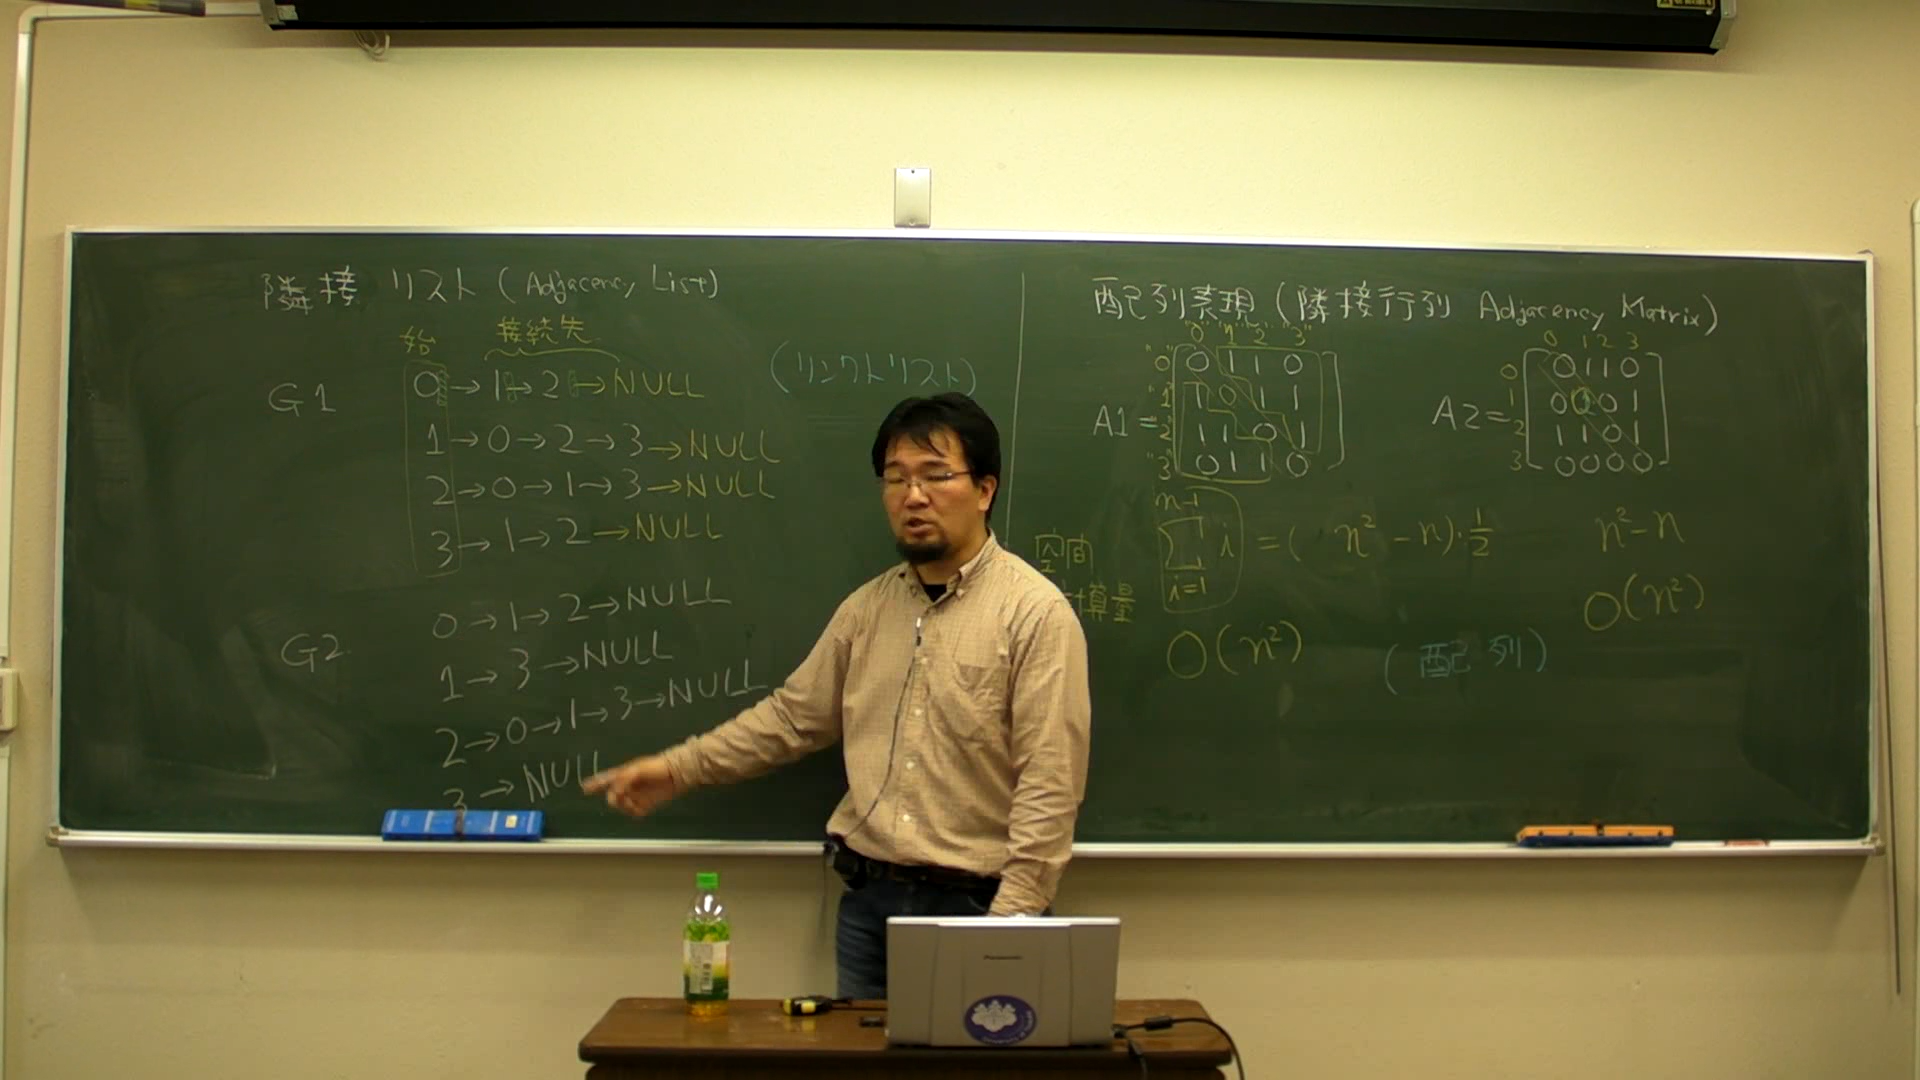 隣接リスト (Adjacency List)
始 接続先
(リンクトリスト)
G1
0→1→2→NULL
1→0→2→3→NULL
2→0→1→3→NULL
3→1→2→NULL
G2
0→1→2→NULL
1→3→NULL
2→0→1→3→NULL
3→NULL
配列表現 (隣接行列 Adjacency Matrix)
"0" "1" "2" "3"
"0" 0 1 1 0
"1" 1 0 1 1
A1= "2" 1 1 0 1
"3" 0 1 1 0
0 1 2 3
0 0 1 1 0
1 0 0 0 1
A2= 2 1 1 0 1
3 0 0 0 0
空間
計算量
n-1
∑ i = ( n² - n)·1/2
i=1
O(n²)
n²-n
O(n²)
(配列)
Panasonic